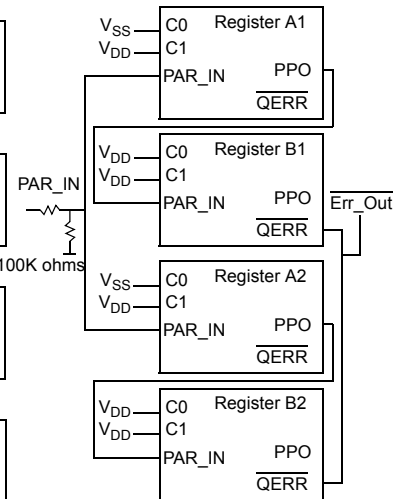 V_SS C0 Register A1
V_DD C1
PAR_IN PPO
QERR
V_DD C0 Register B1
V_DD C1
PAR_IN PAR_IN PPO Err_Out
QERR
100K ohms
V_SS C0 Register A2
V_DD C1
PAR_IN PPO
QERR
V_DD C0 Register B2
V_DD C1
PAR_IN PPO
QERR